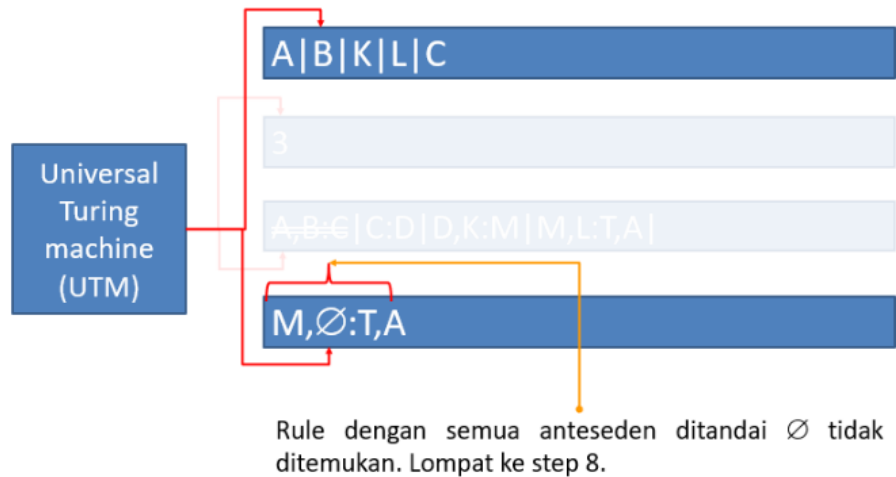 A|B|K|L|C
3
A,B:C|C:D|D,K:M|M,L:T,A|
Universal
Turing
machine
(UTM)
M,∅:T,A
Rule dengan semua anteseden ditandai ∅ tidak
ditemukan. Lompat ke step 8.